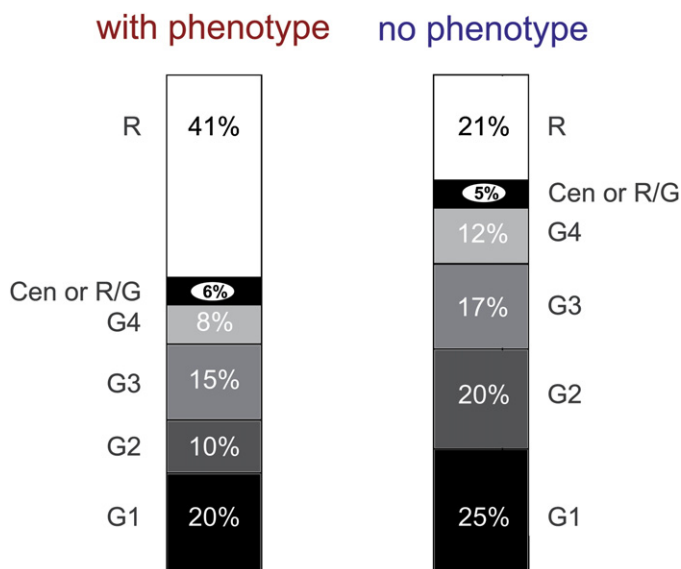 with phenotype
no phenotype
R
41%
Cen or R/G
6%
G4
8%
G3
15%
G2
10%
G1
20%
21%
R
5%
Cen or R/G
12%
G4
17%
G3
20%
G2
25%
G1